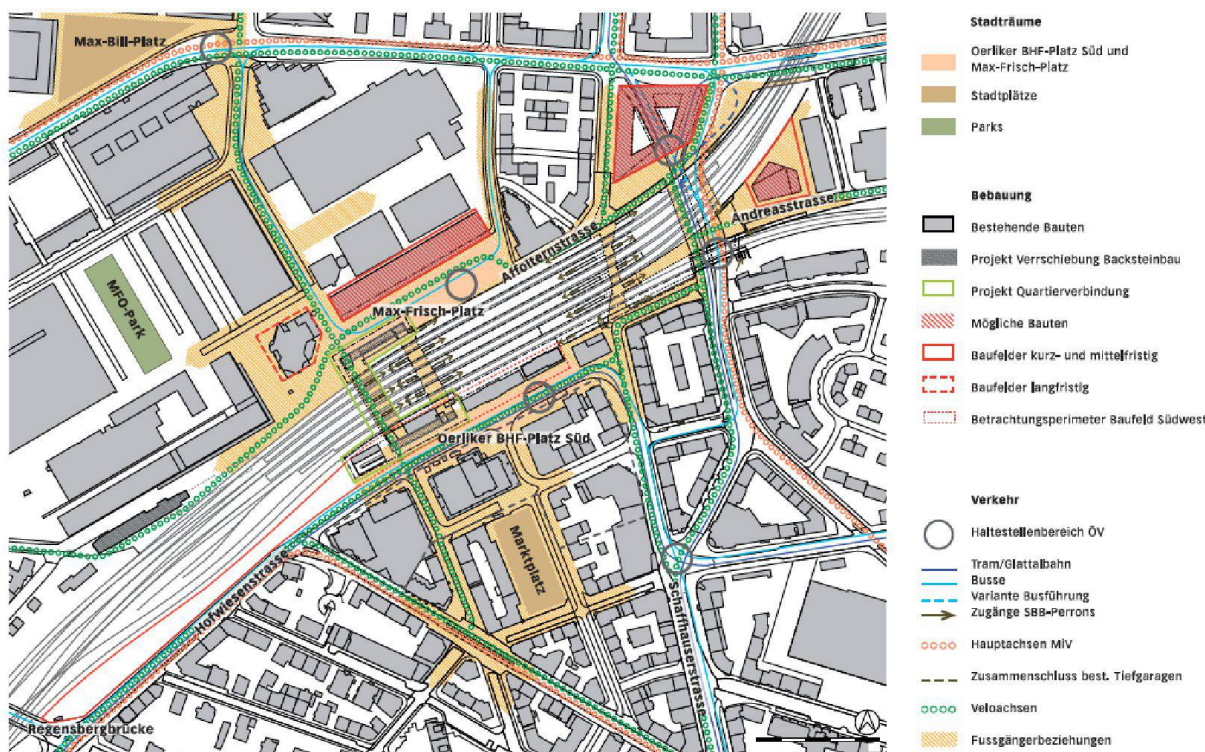 Max-Bill-Platz
MFO-Park
Affolternstrasse
Andreasstrasse
Max-Frisch-Platz
Oerliker BHF-Platz Süd
Marktplatz
Hofwiesenstrasse
Schaffhauserstrasse
Regensbergbrücke
Stadträume
Oerliker BHF-Platz Süd und
Max-Frisch-Platz
Stadtplätze
Parks
Bebauung
Bestehende Bauten
Projekt Verrschiebung Backsteinbau
Projekt Quartierverbindung
Mögliche Bauten
Baufelder kurz- und mittelfristig
Baufelder langfristig
Betrachtungsperimeter Baufeld Südwest
Verkehr
Haltestellenbereich ÖV
Tram/Glattalbahn
Busse
Variante Busführung
Zugänge SBB-Perrons
Hauptachsen MIV
Zusammenschluss best. Tiefgaragen
Veloachsen
Fussgängerbeziehungen